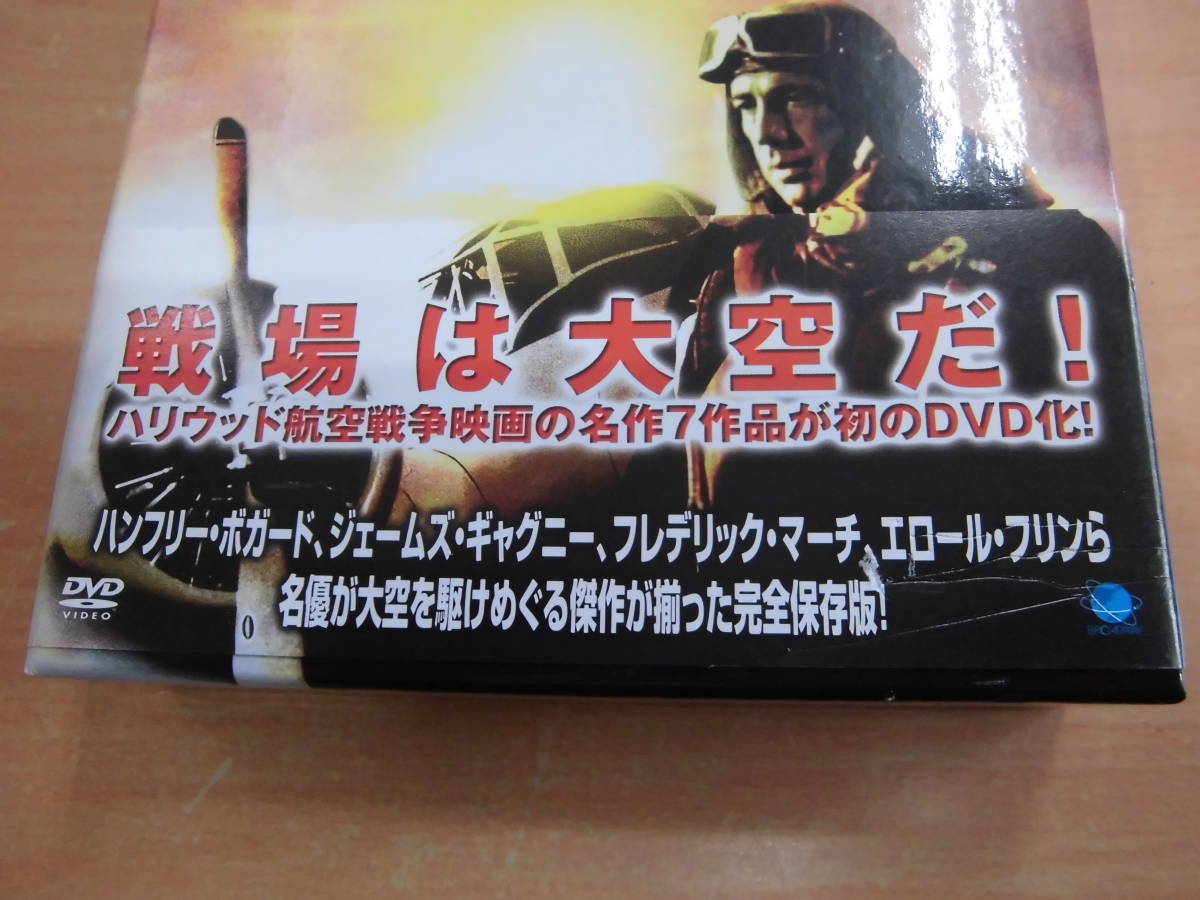 戦場は大空だ!
ハリウッド航空戦争映画の名作7作品が初のDVD化!
ハンフリー・ボガード、ジェームズ・ギャグニー、フレデリック・マーチ、エロール・フリンら
名優が大空を駆けめぐる傑作が揃った完全保存版!
DVD
VIDEO
0
BROADWAY